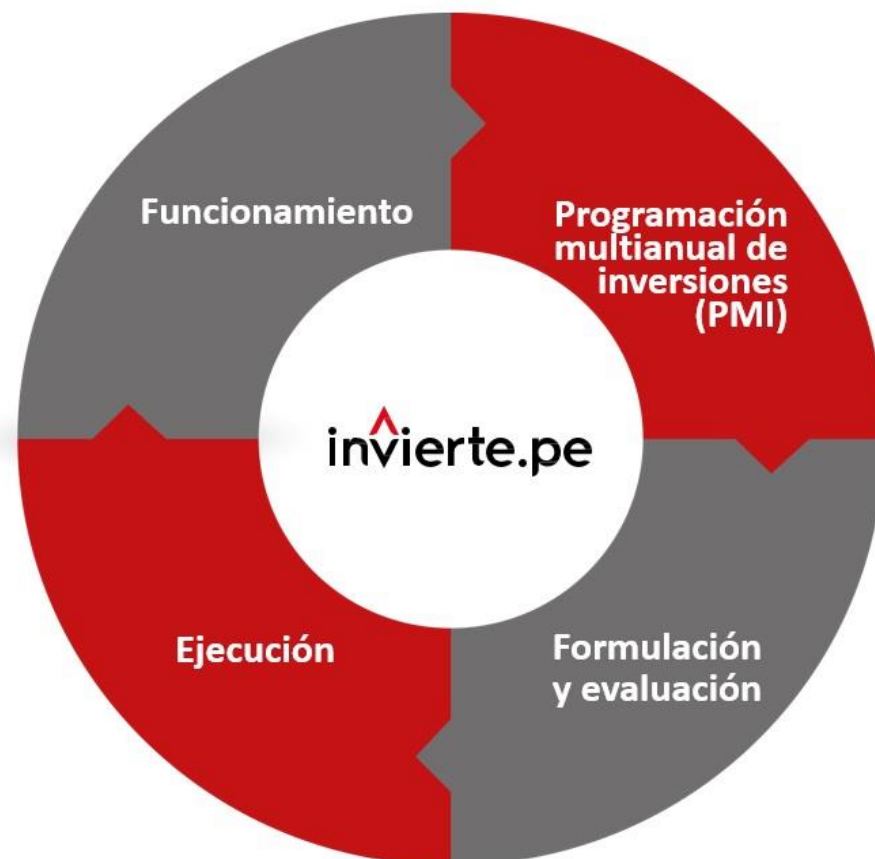 Funcionamiento
Programación
multianual de
inversiones
(PMI)
invierte.pe
Ejecución
Formulación
y evaluación